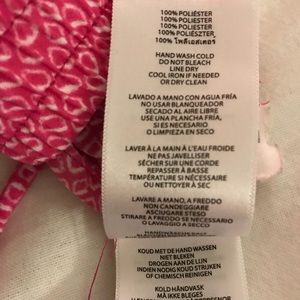 100% POLIÉSTER
100% POLIESTER
100% POLIESTER
100% POLIÉSZTER
100% โพลีเอสเตอร์
HAND WASH COLD
DO NOT BLEACH
LINE DRY
COOL IRON IF NEEDED
OR DRY CLEAN
LAVADO A MANO CON AGUA FRÍA
NO USAR BLANQUEADOR
SECADO AL AIRE LIBRE
USE UNA PLANCHA FRÍA,
SI ES NECESARIO
O LIMPIEZA EN SECO
LAVER À LA MAIN À L'EAU FROIDE
NE PAS JAVELLISER
SÉCHER SUR UNE CORDE
REPASSER À BASSE
TEMPÉRATURE SI NÉCESSAIRE
OU NETTOYER À SEC
LAVARE A MANO, A FREDDO
NON CANDEGGIARE
ASCIUGARE STESO
STIRARE A FREDDO SE NECESSARIO
O LAVAGGIO A SECCO
KOUD MET DE HAND WASSEN
NIET BLEKEN
DROGEN AAN DE LIJN
INDIEN NODIG KOUD STRIJKEN
OF CHEMISCH REINIGEN
KOLD HÅNDVASK
MÅ IKKE BLEGES